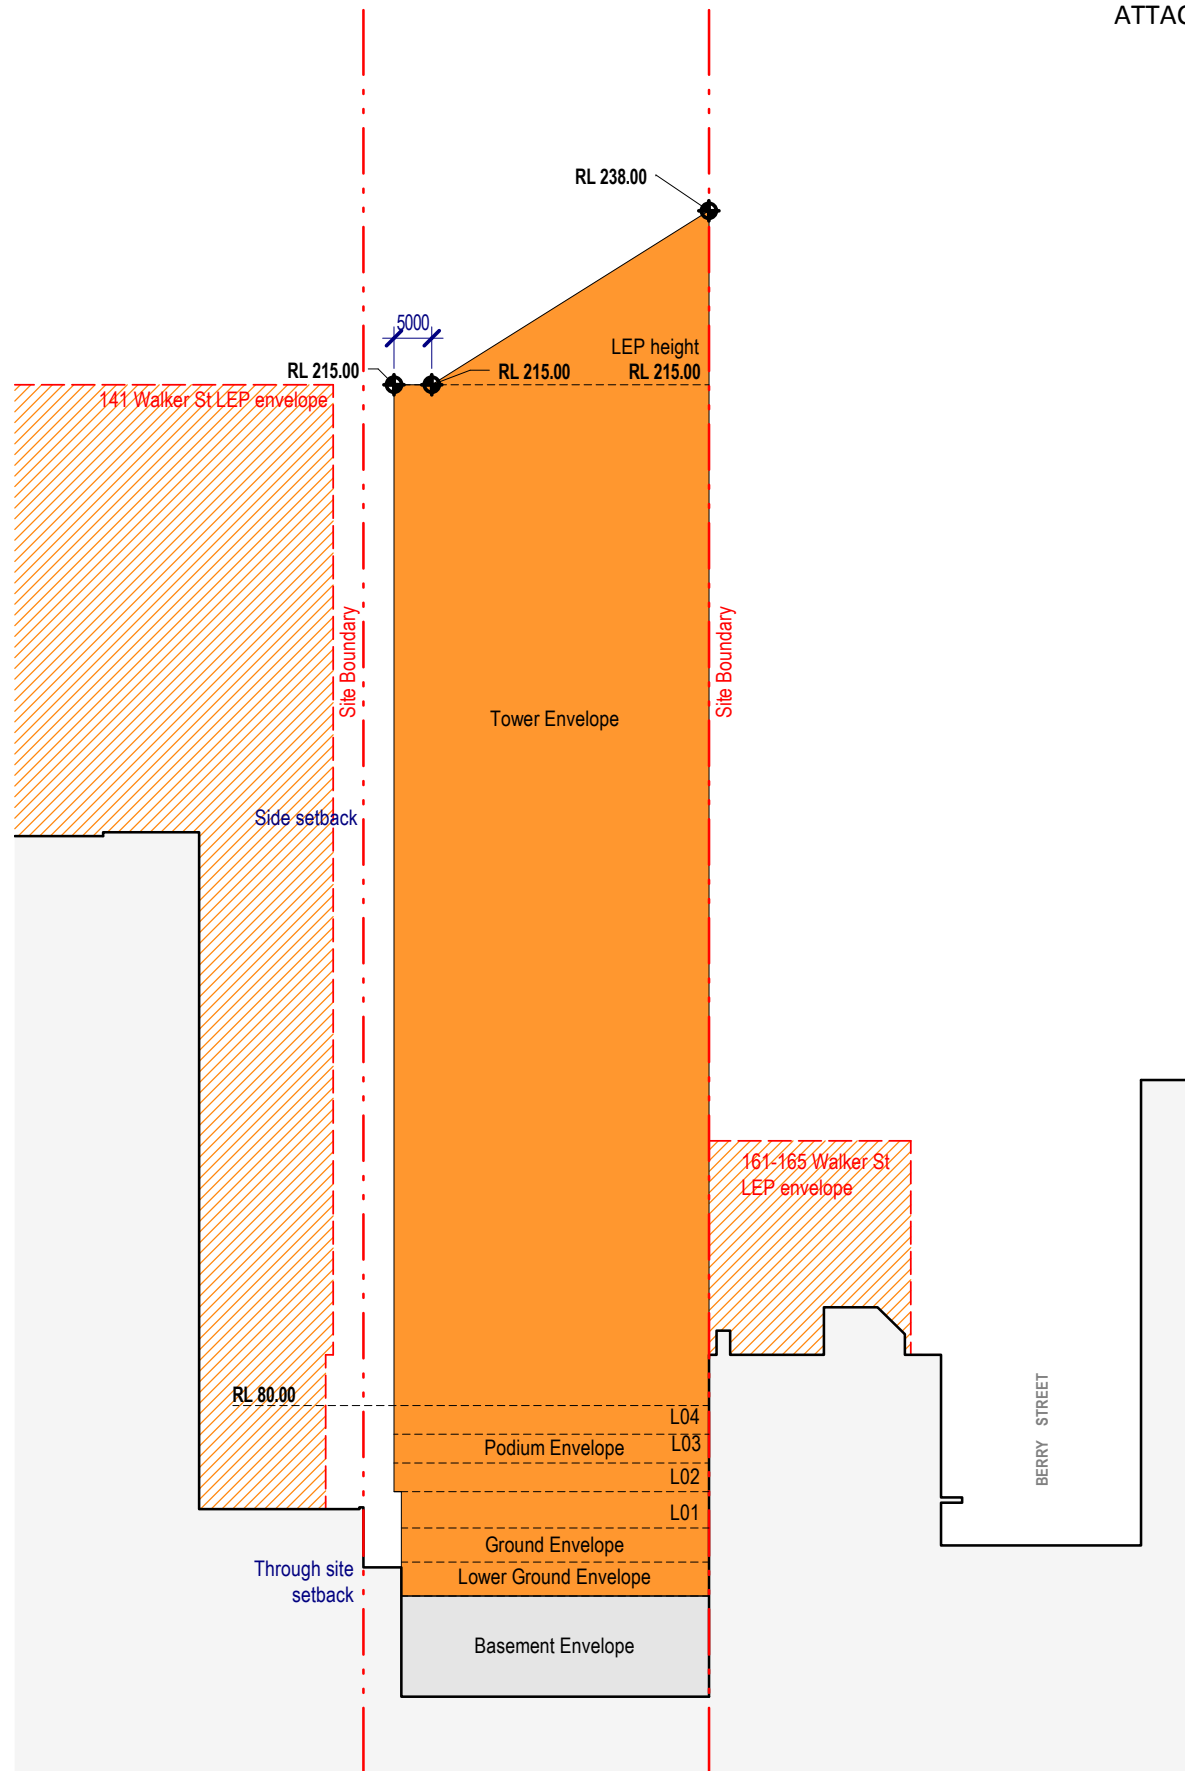 ATTAC
RL 238.00
5000
LEP height
RL 215.00
RL 215.00
RL 215.00
141 Walker St LEP envelope
Site Boundary
Site Boundary
Tower Envelope
Side setback
161-165 Walker St
LEP envelope
RL 80.00
L04
Podium Envelope
L03
L02
BERRY STREET
L01
Ground Envelope
Through site
setback
Lower Ground Envelope
Basement Envelope